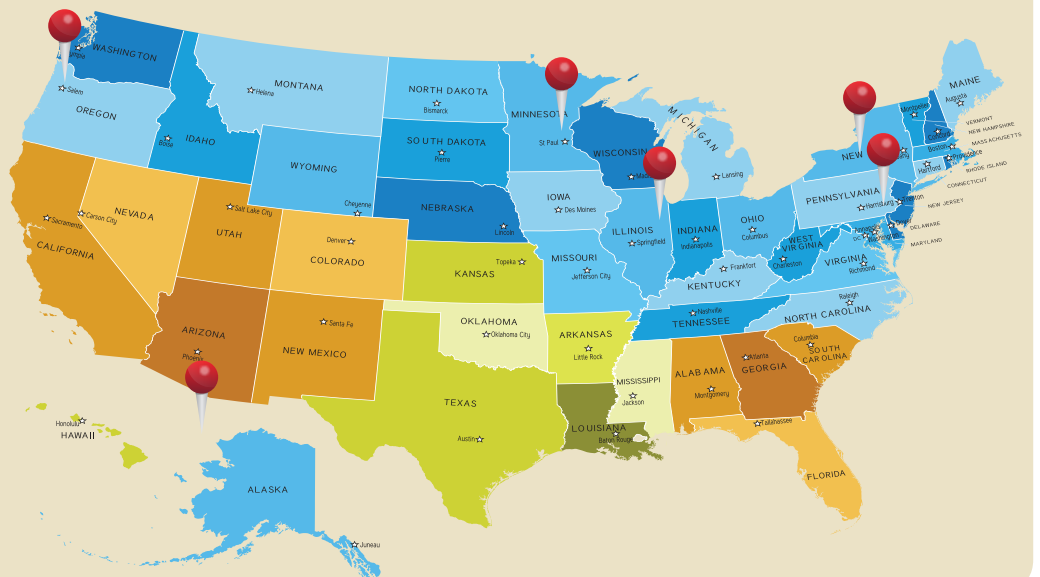 WASHINGTON
Salem
OREGON
Boise
IDAHO
MONTANA
Helena
NORTH DAKOTA
Bismarck
SOUTH DAKOTA
Pierre
WYOMING
Cheyenne
NEBRASKA
Lincoln
MINNESOTA
St Paul
WISCONSIN
MICHIGAN
Lansing
IOWA
Des Moines
ILLINOIS
Springfield
INDIANA
Indianapolis
OHIO
Columbus
PENNSYLVANIA
Harrisburg
NEW
MAINE
Augusta
Montpelier
Concord
Boston
Providence
Hartford
VERMONT
NEW HAMPSHIRE
MASSACHUSETTS
RHODE ISLAND
CONNECTICUT
NEW JERSEY
DELAWARE
MARYLAND
Trenton
Annapolis
DC
Washington
WEST
VIRGINIA
Charleston
VIRGINIA
Richmond
KENTUCKY
Frankfort
Nashville
TENNESSEE
Raleigh
NORTH CAROLINA
Columbia
SOUTH
CAROLINA
Atlanta
GEORGIA
ALABAMA
Montgomery
Tallahassee
FLORIDA
MISSISSIPPI
Jackson
LOUISIANA
Baton Rouge
ARKANSAS
Little Rock
MISSOURI
Jefferson City
Topeka
KANSAS
OKLAHOMA
Oklahoma City
TEXAS
Austin
Santa Fe
NEW MEXICO
Denver
COLORADO
Salt Lake City
UTAH
ARIZONA
Phoenix
NEVADA
Carson City
Sacramento
CALIFORNIA
Honolulu
HAWAII
ALASKA
Juneau